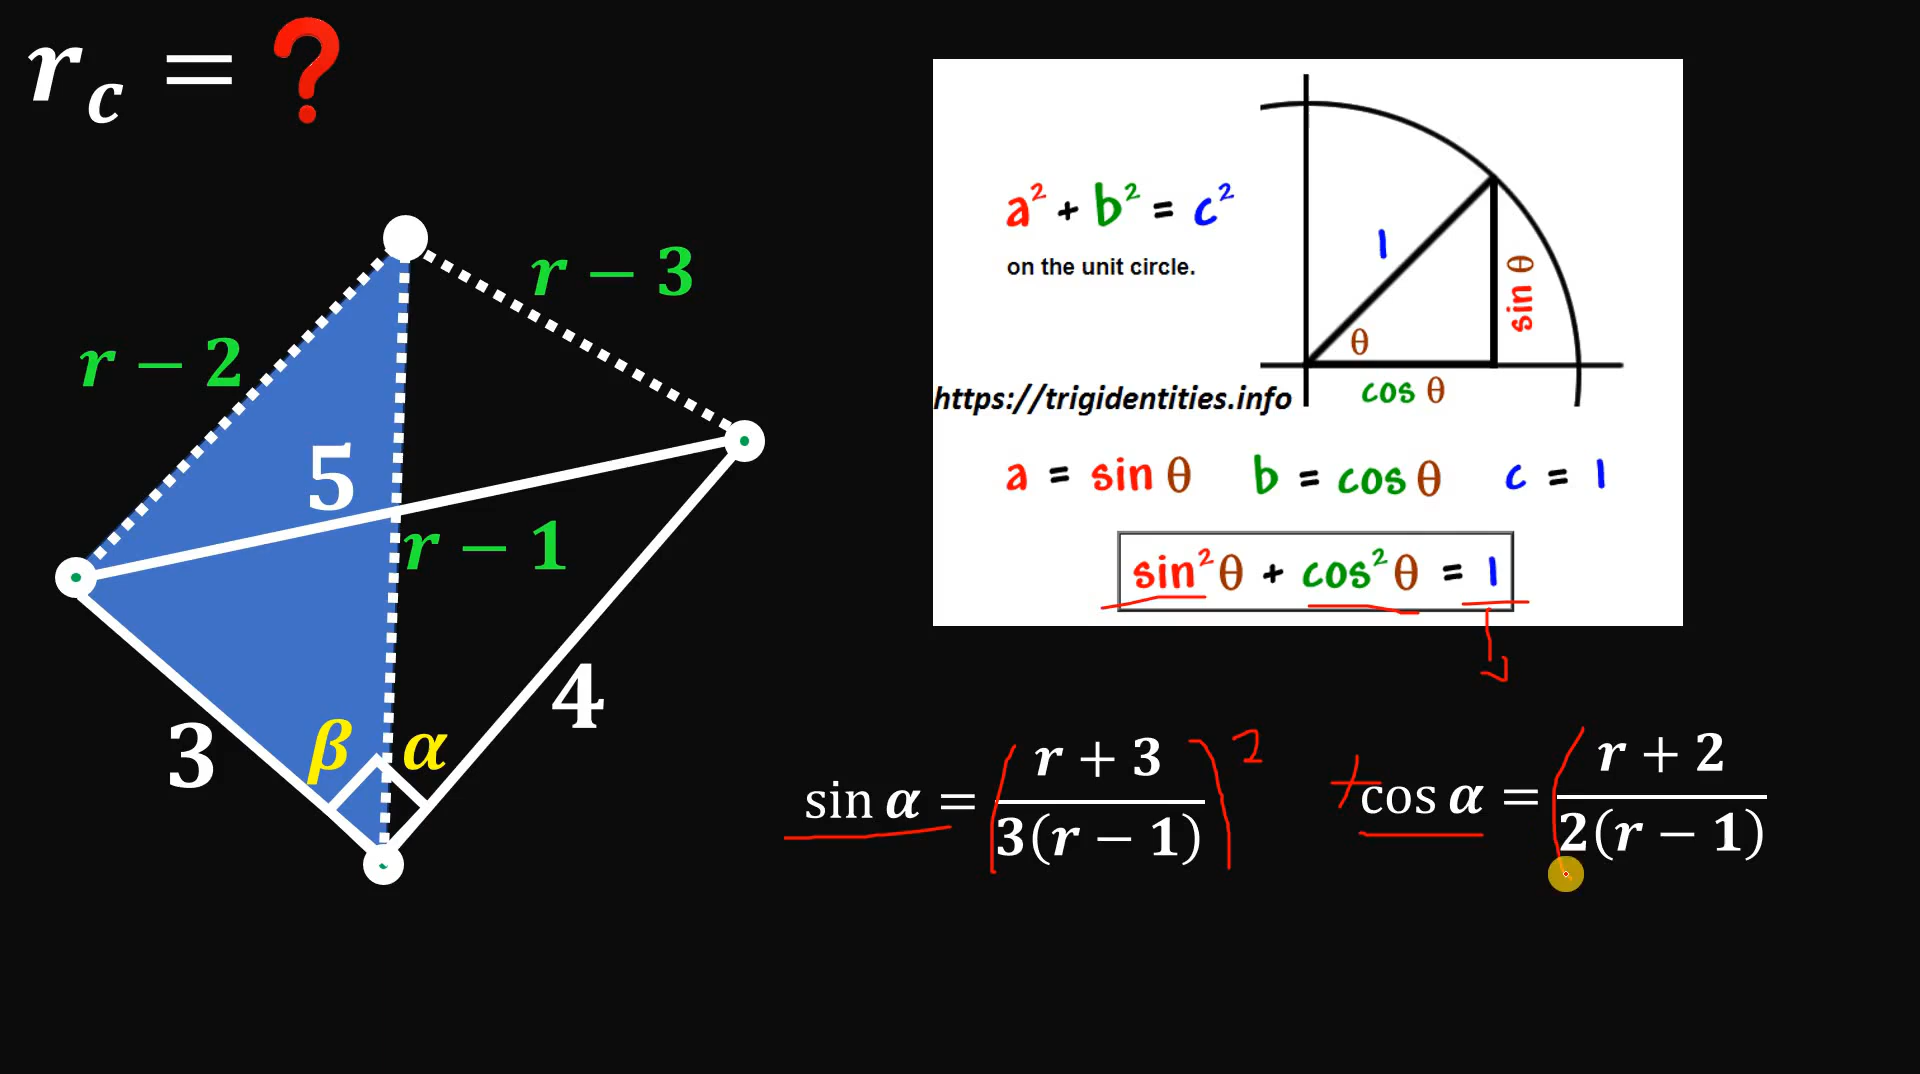 r_c = ❓
r − 3
r − 2
5
r − 1
4
3
β
α
a² + b² = c²
on the unit circle.
1
sin θ
θ
cos θ
https://trigidentities.info
a = sin θ b = cos θ c = 1
sin²θ + cos²θ = 1
sin α = (r + 3)/(3(r − 1)) )²
+ cos α = (r + 2)/(2(r − 1))